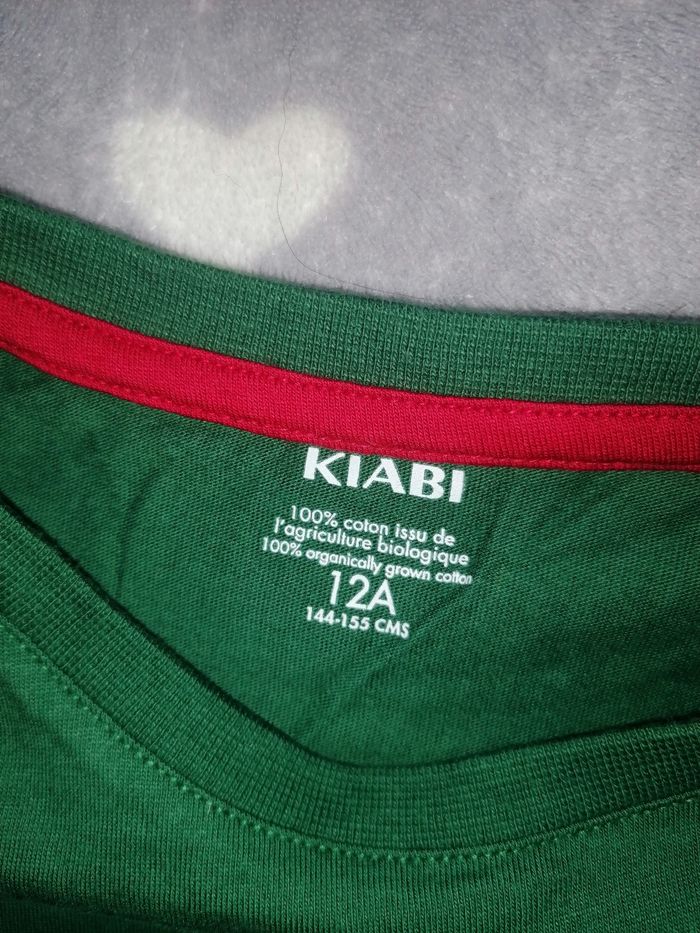 KIABI
100% coton issu de
l'agriculture biologique
100% organically grown cotton
12A
144-155 CMS